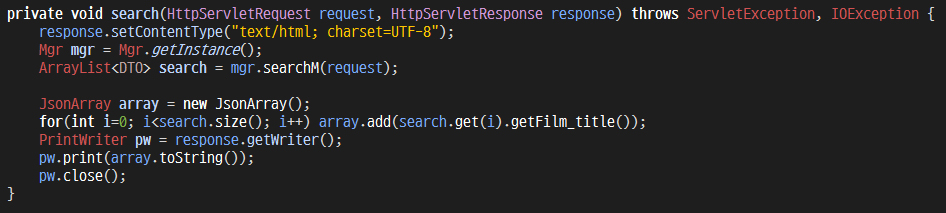 private void search(HttpServletRequest request, HttpServletResponse response) throws ServletException, IOException {
    response.setContentType("text/html; charset=UTF-8");
    Mgr mgr = Mgr.getInstance();
    ArrayList<DTO> search = mgr.searchM(request);

    JsonArray array = new JsonArray();
    for(int i=0; i<search.size(); i++) array.add(search.get(i).getFilm_title());
    PrintWriter pw = response.getWriter();
    pw.print(array.toString());
    pw.close();
}